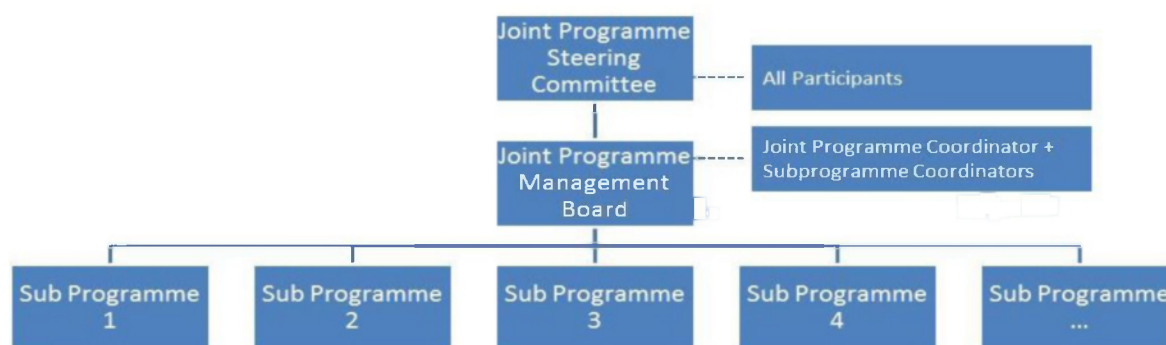 Joint Programme
Steering
Committee
All Participants
Joint Programme
Management
Board
Joint Programme Coordinator +
Subprogramme Coordinators
Sub Programme
1
Sub Programme
2
Sub Programme
3
Sub Programme
4
Sub Programme
...